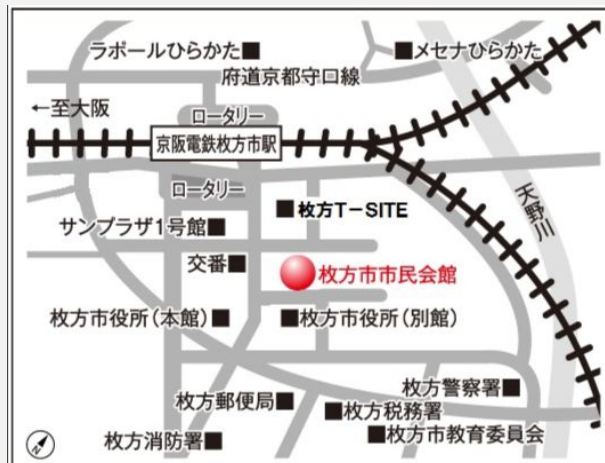 ラポールひらかた■
■メセナひらかた
府道京都守口線
←至大阪
ロータリー
京阪電鉄枚方市駅
天野川
ロータリー
■枚方T−SITE
サンプラザ1号館■
交番■
枚方市市民会館
枚方市役所(本館)■
■枚方市役所(別館)
枚方警察署■
枚方郵便局■
■枚方税務署
枚方消防署■
■枚方市教育委員会
N